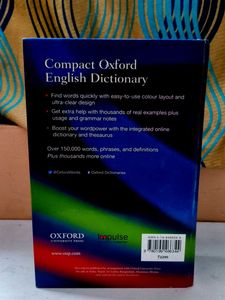 Compact Oxford
English Dictionary
Find words quickly with easy-to-use colour layout and
ultra-clear design
Get extra help with thousands of real examples plus
usage and grammar notes
Boost your wordpower with the integrated online
dictionary and thesaurus
Over 150,000 words, phrases, and definitions
Plus thousands more online
@OxfordWords
Oxford Dictionaries
OXFORD
UNIVERSITY PRESS
impulse
www.oup.com